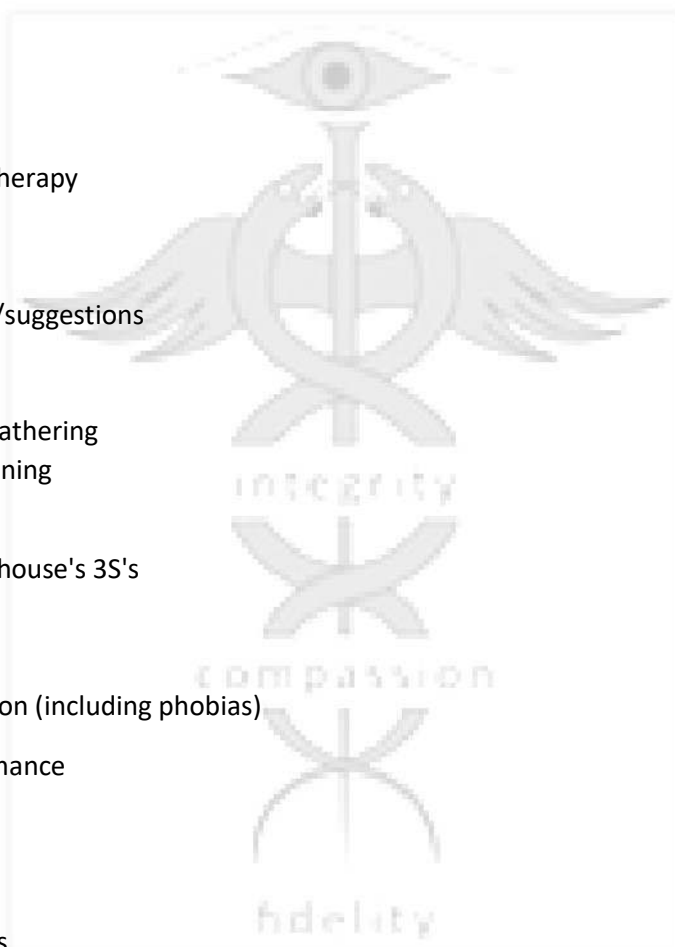 herapy
/suggestions
athering
ning
integrity
house's 3S's
compassion
on (including phobias)
nance
fidelity
s